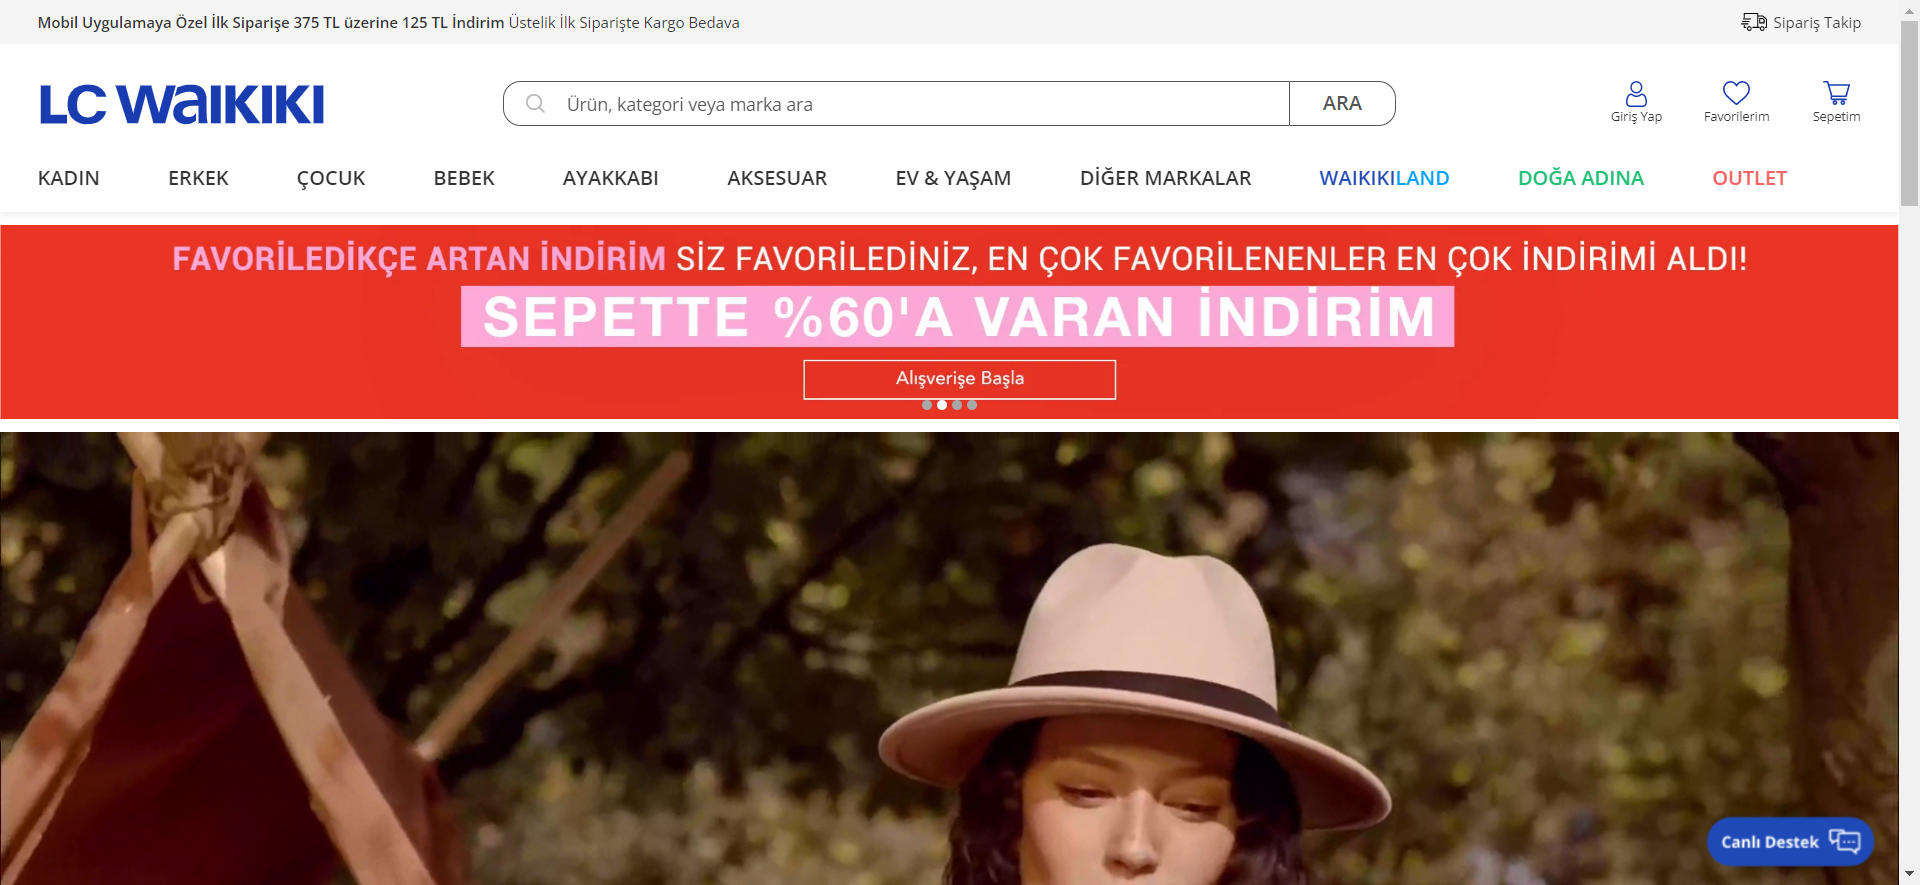 Mobil Uygulamaya Özel İlk Siparişe 375 TL üzerine 125 TL İndirim Üstelik İlk Siparişte Kargo Bedava
Sipariş Takip
LC WAIKIKI
Ürün, kategori veya marka ara
ARA
Giriş Yap
Favorilerim
Sepetim
KADIN
ERKEK
ÇOCUK
BEBEK
AYAKKABI
AKSESUAR
EV & YAŞAM
DİĞER MARKALAR
WAIKIKILAND
DOĞA ADINA
OUTLET
FAVORİLEDİKÇE ARTAN İNDİRİM SİZ FAVORİLEDİNİZ, EN ÇOK FAVORİLENENLER EN ÇOK İNDİRİMİ ALDI!
SEPETTE %60'A VARAN İNDİRİM
Alışverişe Başla
Canlı Destek